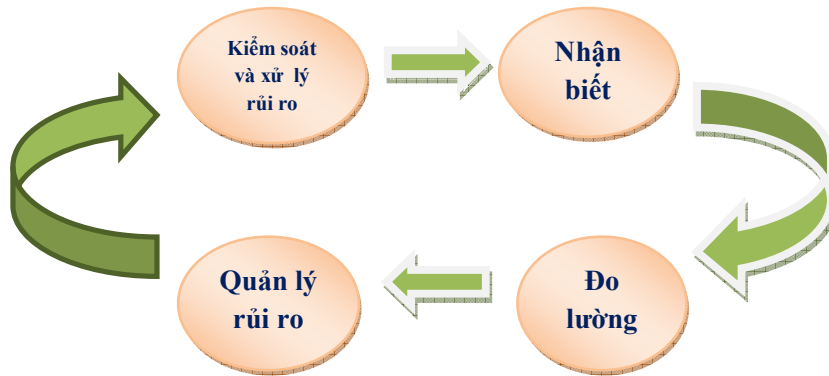 Kiểm soát
và xử lý
rủi ro
Nhận
biết
Quản lý
rủi ro
Đo
lường